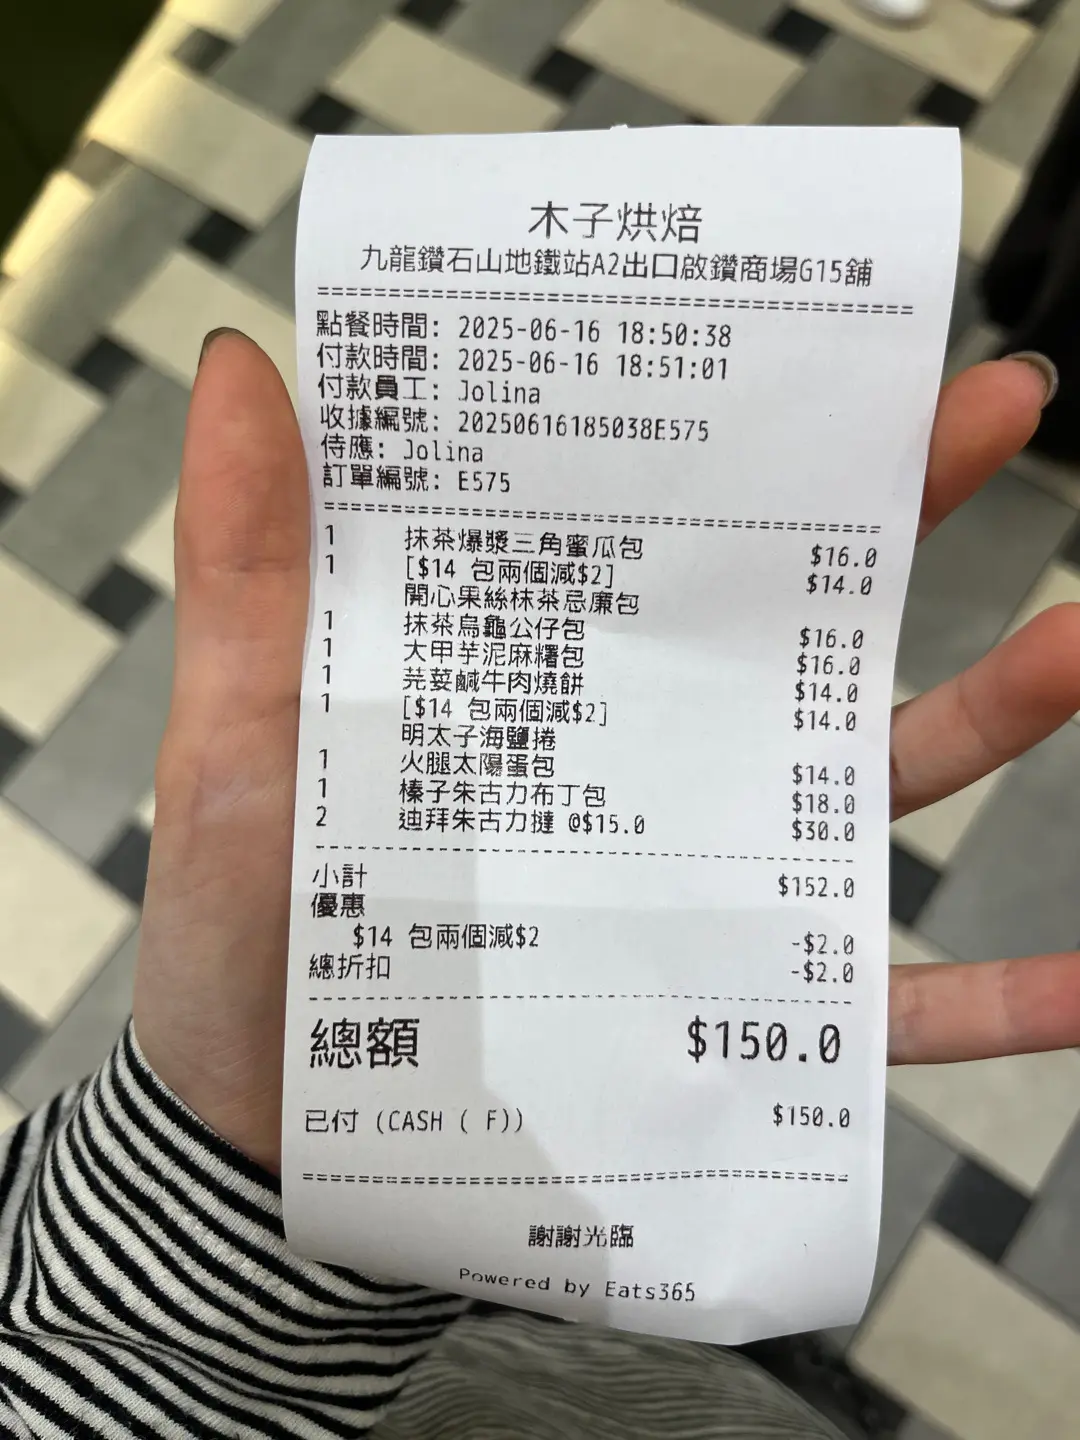 木子烘焙
九龍鑽石山地鐵站A2出口啟鑽商場G15舖
點餐時間: 2025-06-16 18:50:38
付款時間: 2025-06-16 18:51:01
付款員工: Jolina
收據編號: 20250616185038E575
侍應: Jolina
訂單編號: E575
1 抹茶爆漿三角蜜瓜包 $16.0
1 [$14 包兩個減$2] $14.0
開心果絲抹茶忌廉包
1 抹茶烏龜公仔包 $16.0
1 大甲芋泥麻糬包 $16.0
1 芫荽鹹牛肉燒餅 $14.0
1 [$14 包兩個減$2] $14.0
明太子海鹽捲
1 火腿太陽蛋包 $14.0
1 榛子朱古力布丁包 $18.0
2 迪拜朱古力撻 @$15.0 $30.0
小計 $152.0
優惠
$14 包兩個減$2 -$2.0
總折扣 -$2.0
總額 $150.0
已付 (CASH ( F)) $150.0
謝謝光臨
Powered by Eats365